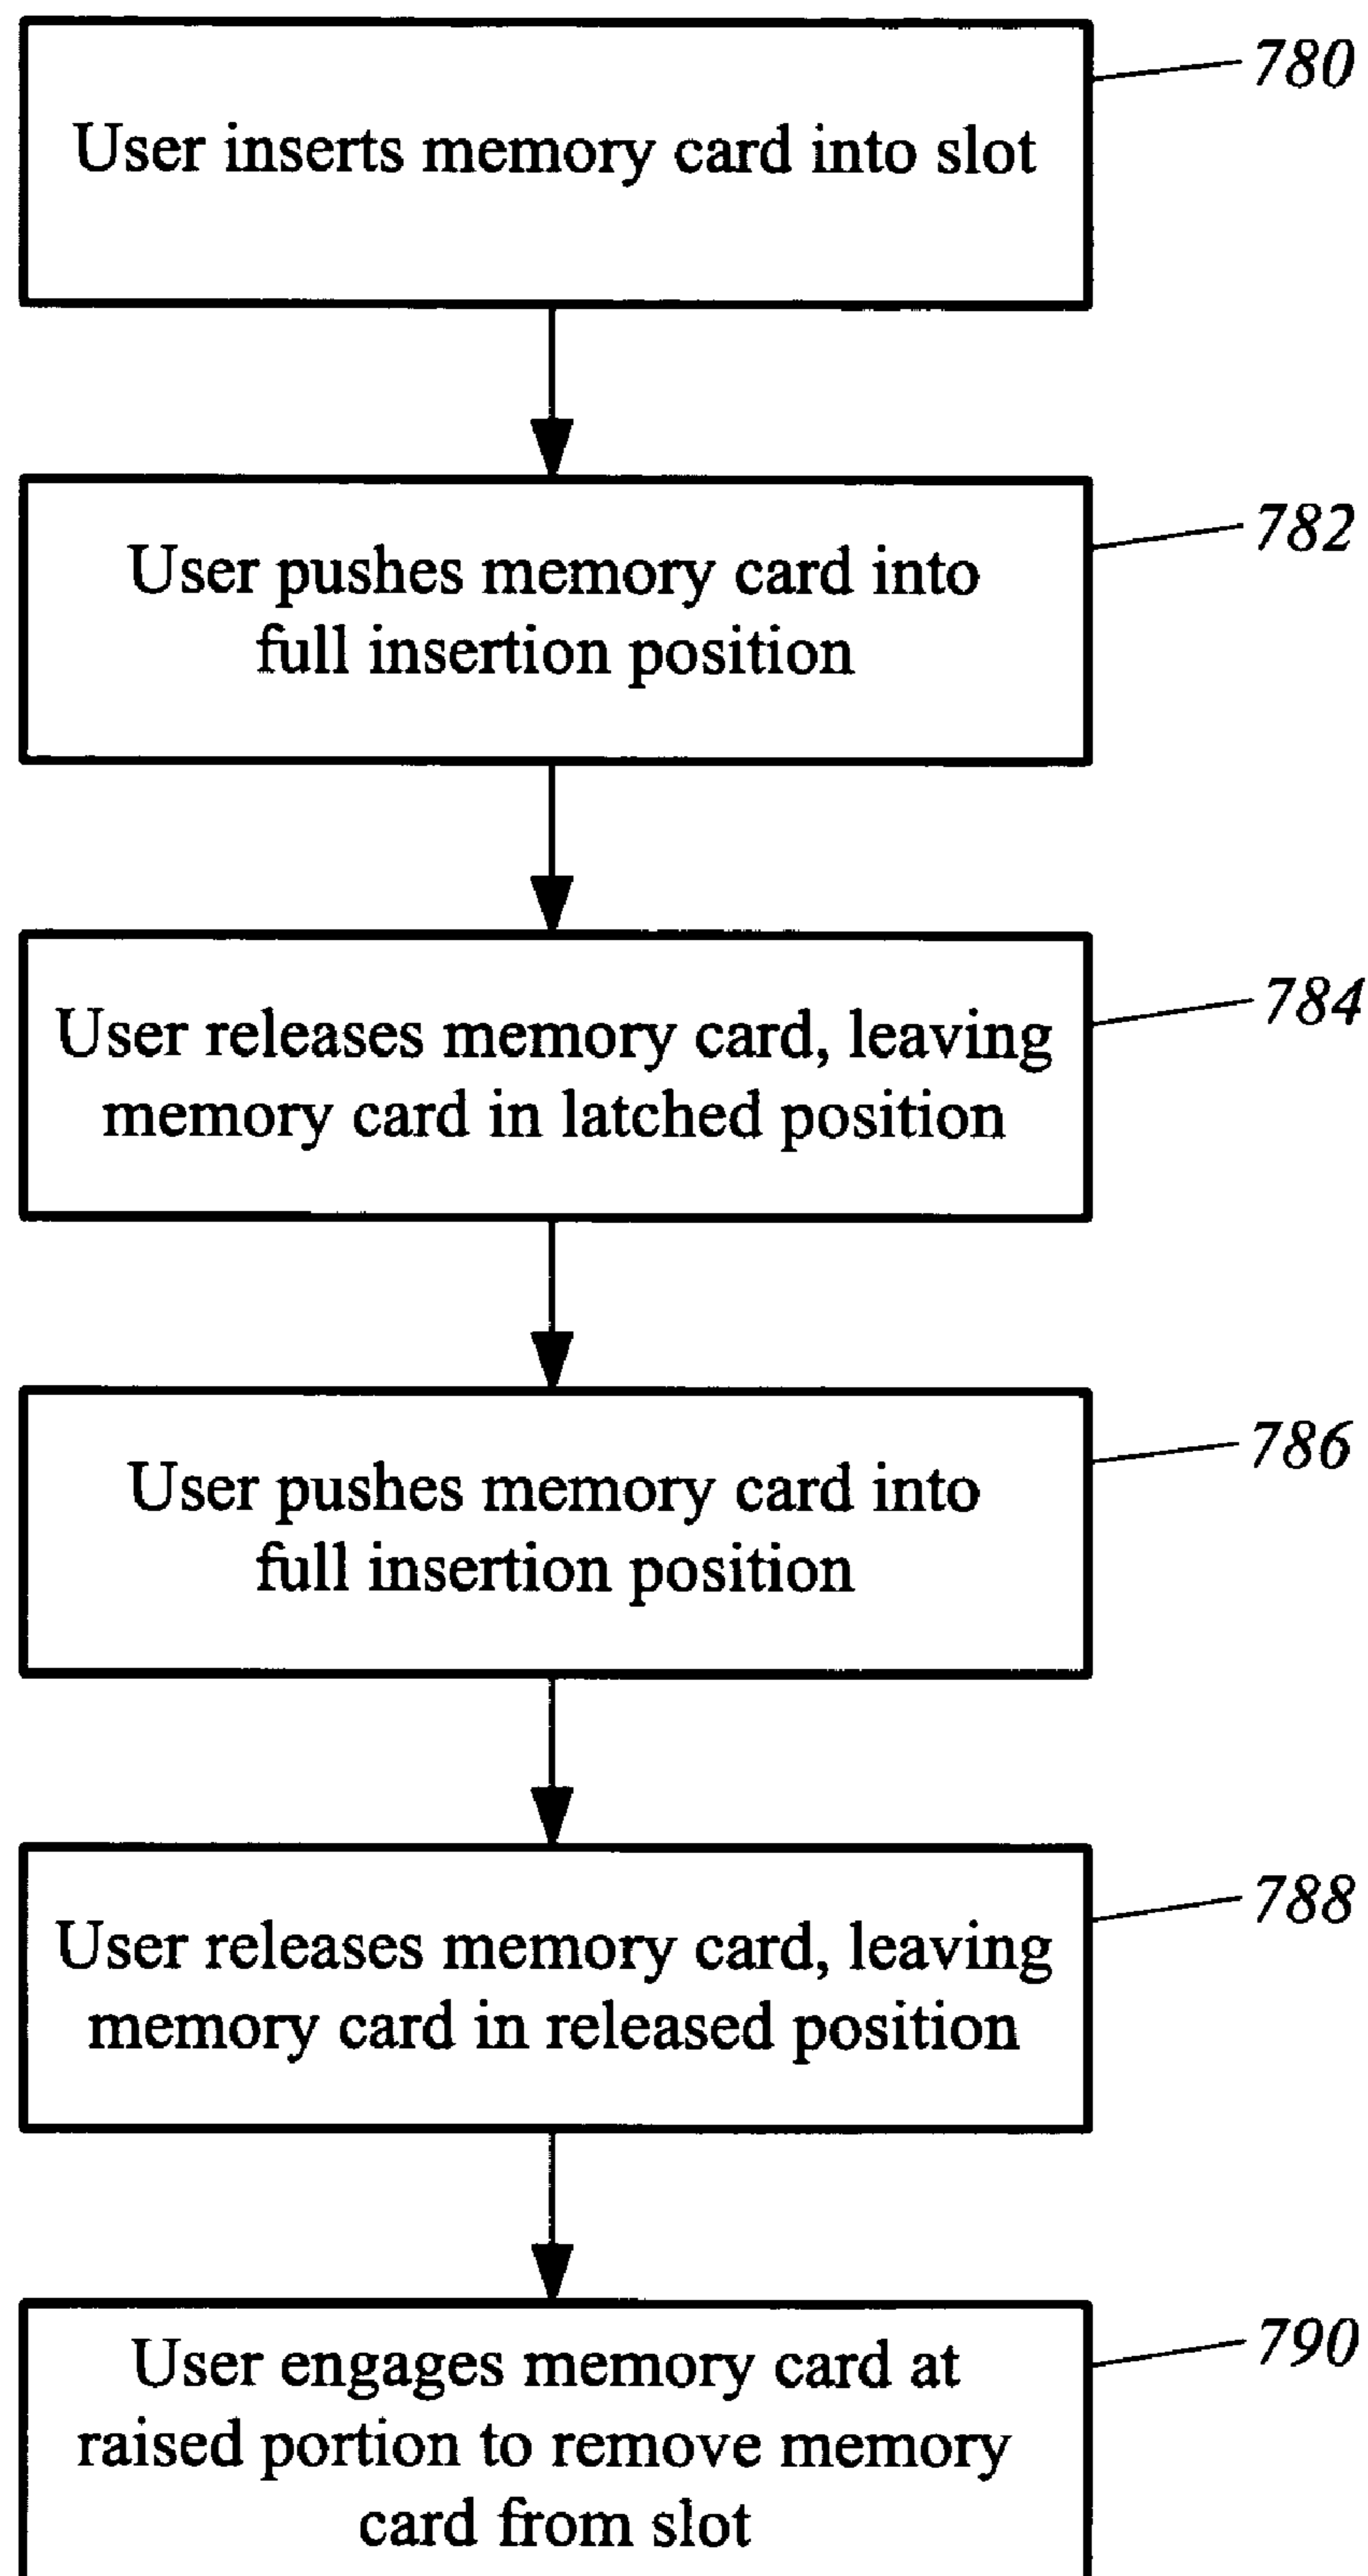 780
User inserts memory card into slot
782
User pushes memory card into
full insertion position
784
User releases memory card, leaving
memory card in latched position
786
User pushes memory card into
full insertion position
788
User releases memory card, leaving
memory card in released position
790
User engages memory card at
raised portion to remove memory
card from slot